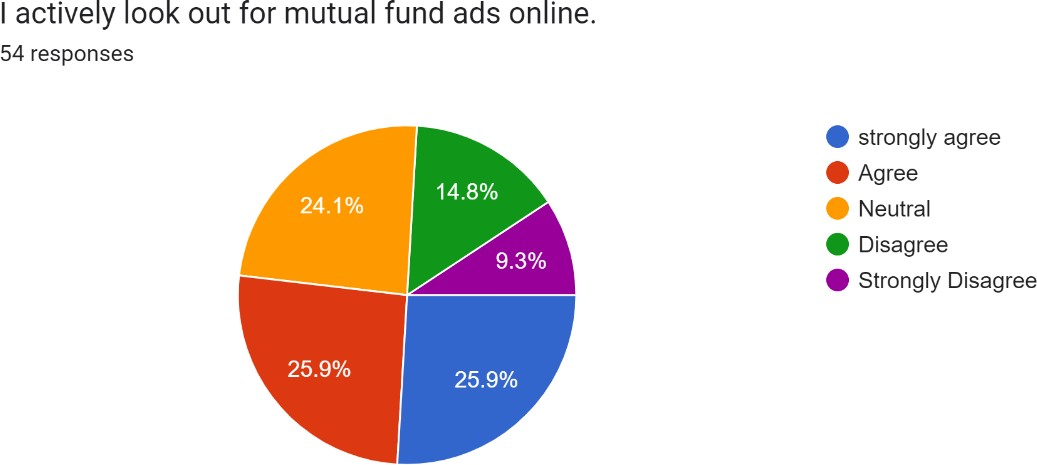 I actively look out for mutual fund ads online.
54 responses
strongly agree
Agree
Neutral
Disagree
Strongly Disagree
24.1%
14.8%
9.3%
25.9%
25.9%